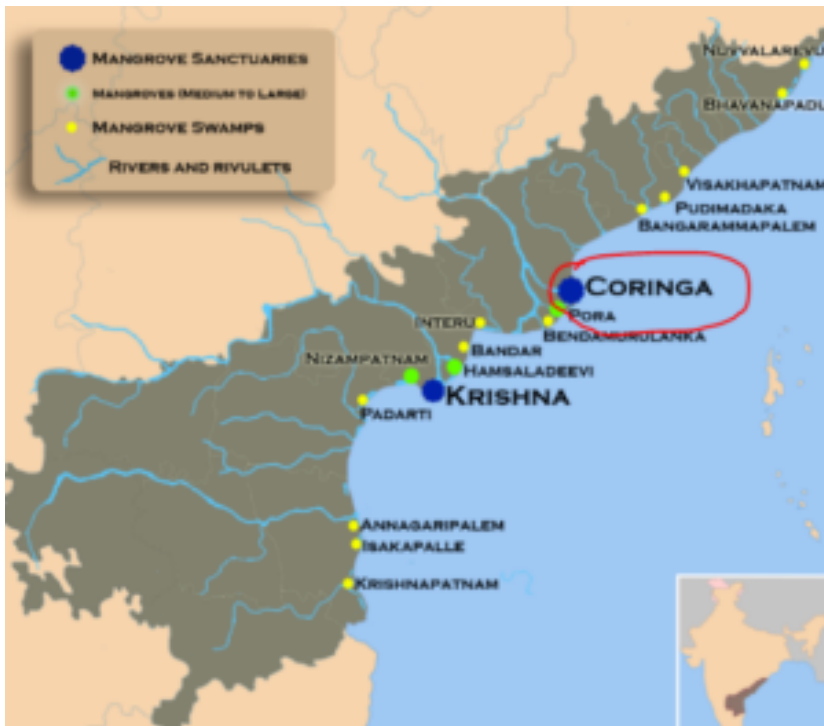 MANGROVE SANCTUARIES
MANGROVES (MEDIUM TO LARGE)
MANGROVE SWAMPS
RIVERS AND RIVULETS
NUVVALAREVU
BHAVANAPADU
VISAKHAPATNAM
PUDIMADAKA
BANGARAMMAPALEM
CORINGA
PORA
BENDAMURULANKA
INTERU
BANDAR
NIZAMPATNAM
HAMSALADEEVI
KRISHNA
PADARTI
ANNAGARIPALEM
ISAKAPALLE
KRISHNAPATNAM